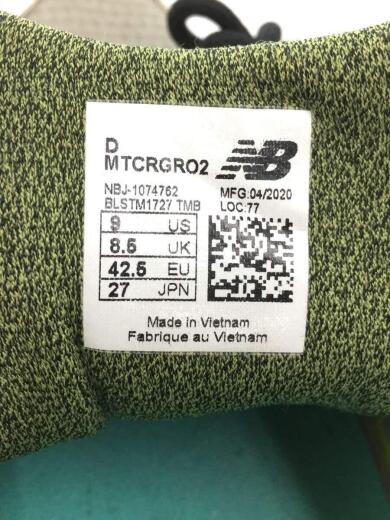 D
MTCRGRO2
NB
NBJ-1074762
MFG:04/2020
BLSTM1727 TMB
LOC:77
9 US
8.5 UK
42.5 EU
27 JPN
Made in Vietnam
Fabrique au Vietnam